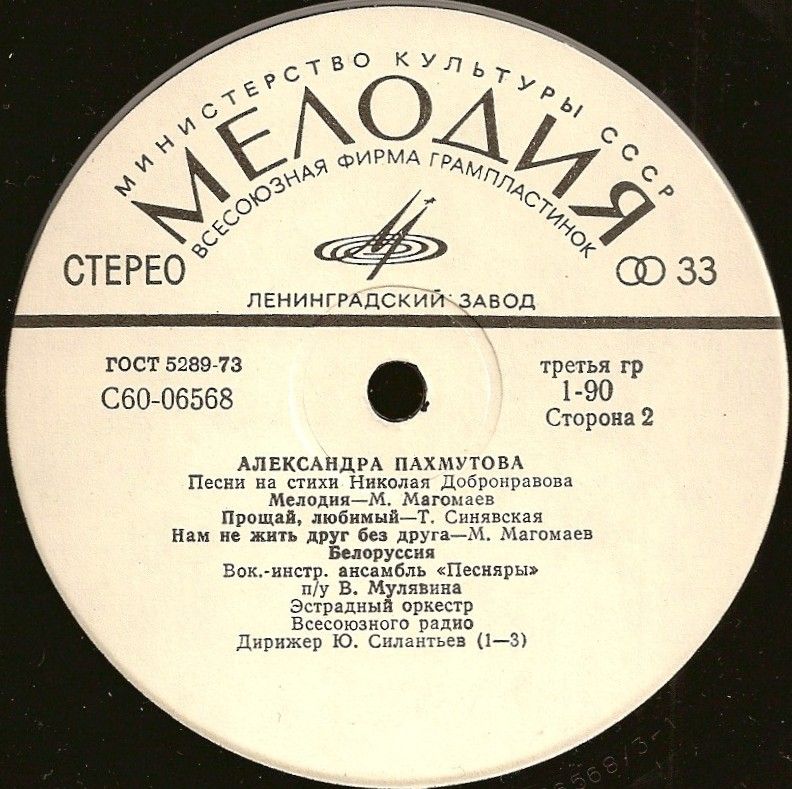 МИНИСТЕРСТВО КУЛЬТУРЫ СССР
МЕЛОДИЯ
ВСЕСОЮЗНАЯ ФИРМА ГРАМПЛАСТИНОК
СТЕРЕО
33
ЛЕНИНГРАДСКИЙ ЗАВОД
ГОСТ 5289-73
С60-06568
третья гр
1-90
Сторона 2
АЛЕКСАНДРА ПАХМУТОВА
Песни на стихи Николая Добронравова
Мелодия—М. Магомаев
Прощай, любимый—Т. Синявская
Нам не жить друг без друга—М. Магомаев
Белоруссия
Вок.-инстр. ансамбль «Песняры»
п/у В. Мулявина
Эстрадный оркестр
Всесоюзного радио
Дирижер Ю. Силантьев (1—3)